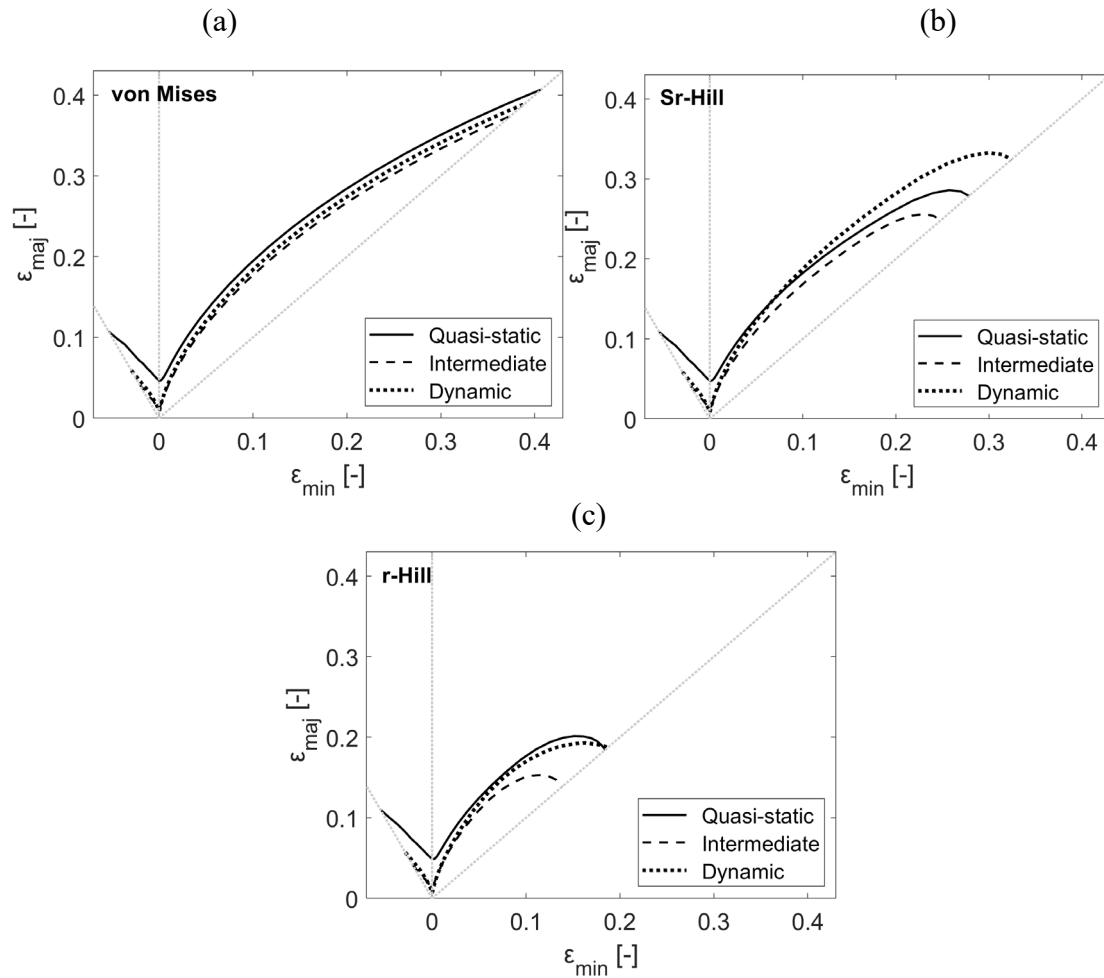 (a)
(b)
von Mises
0.4
0.3
0.2
0.1
0
ε_maj [-]
Quasi-static
Intermediate
Dynamic
0 0.1 0.2 0.3 0.4
ε_min [-]
Sr-Hill
0.4
0.3
0.2
0.1
0
ε_maj [-]
Quasi-static
Intermediate
Dynamic
0 0.1 0.2 0.3 0.4
ε_min [-]
(c)
r-Hill
0.4
0.3
0.2
0.1
0
ε_maj [-]
Quasi-static
Intermediate
Dynamic
0 0.1 0.2 0.3 0.4
ε_min [-]